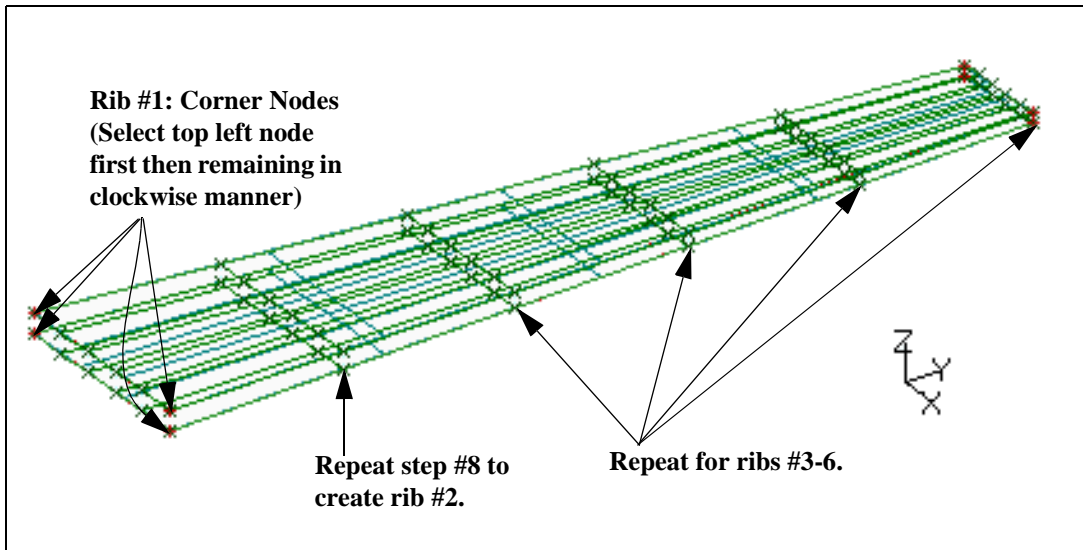 Rib #1: Corner Nodes
(Select top left node
first then remaining in
clockwise manner)
Z
Y
X
Repeat step #8 to
create rib #2.
Repeat for ribs #3-6.